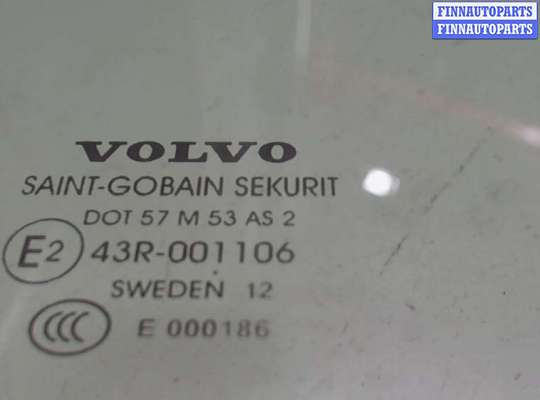 FINNAUTOPARTS
FINNAUTOPARTS
VOLVO
SAINT-GOBAIN SEKURIT
DOT 57 M 53 AS 2
E2 43R-001106
SWEDEN 12
CCC E 000186